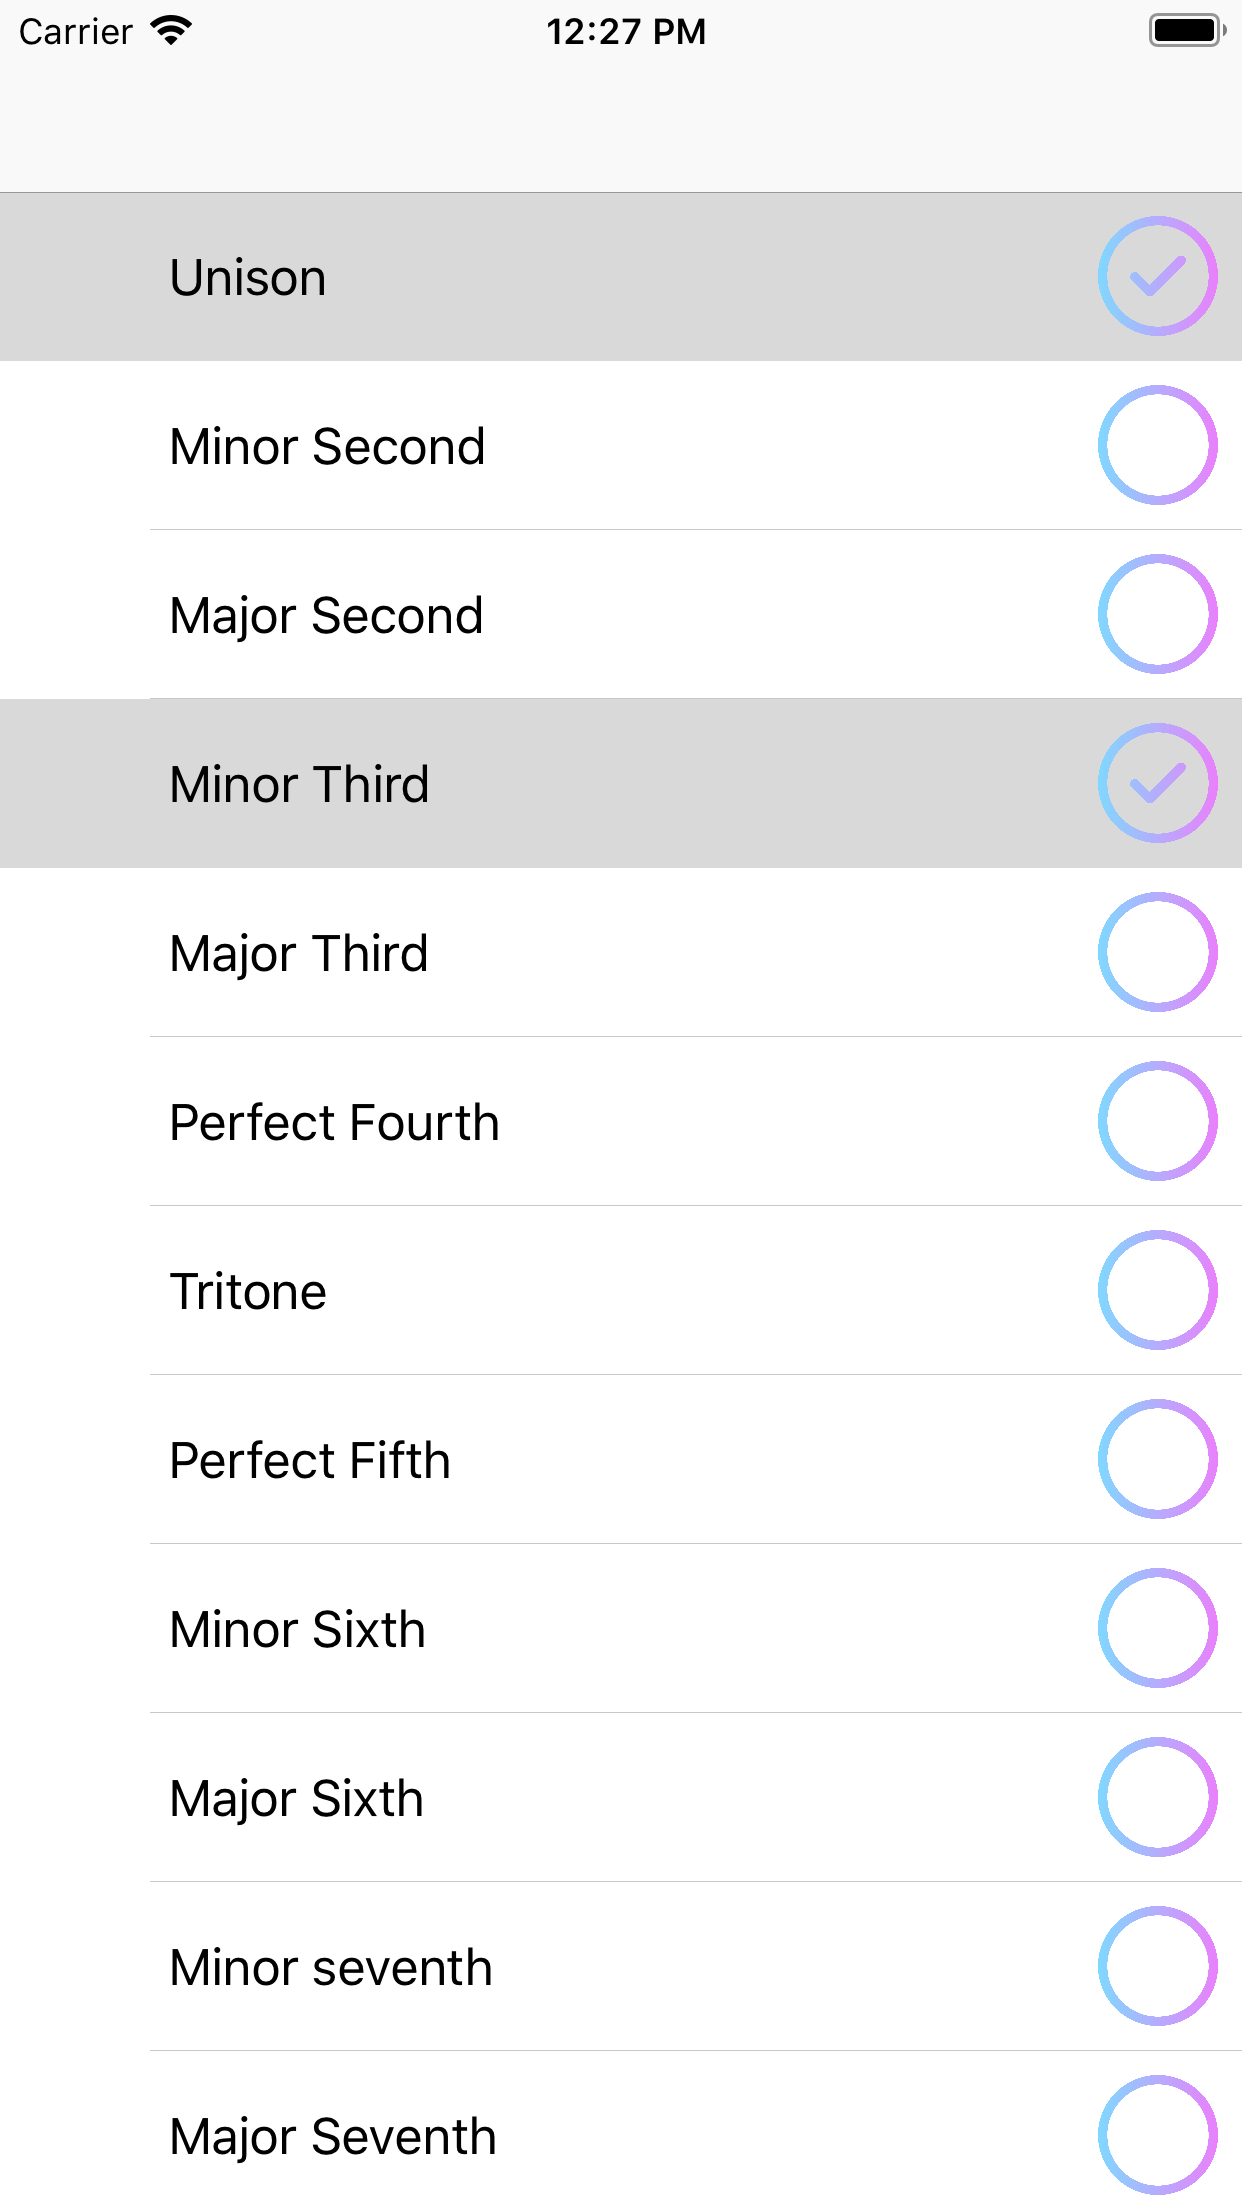 Carrier 12:27 PM
Unison
Minor Second
Major Second
Minor Third
Major Third
Perfect Fourth
Tritone
Perfect Fifth
Minor Sixth
Major Sixth
Minor seventh
Major Seventh